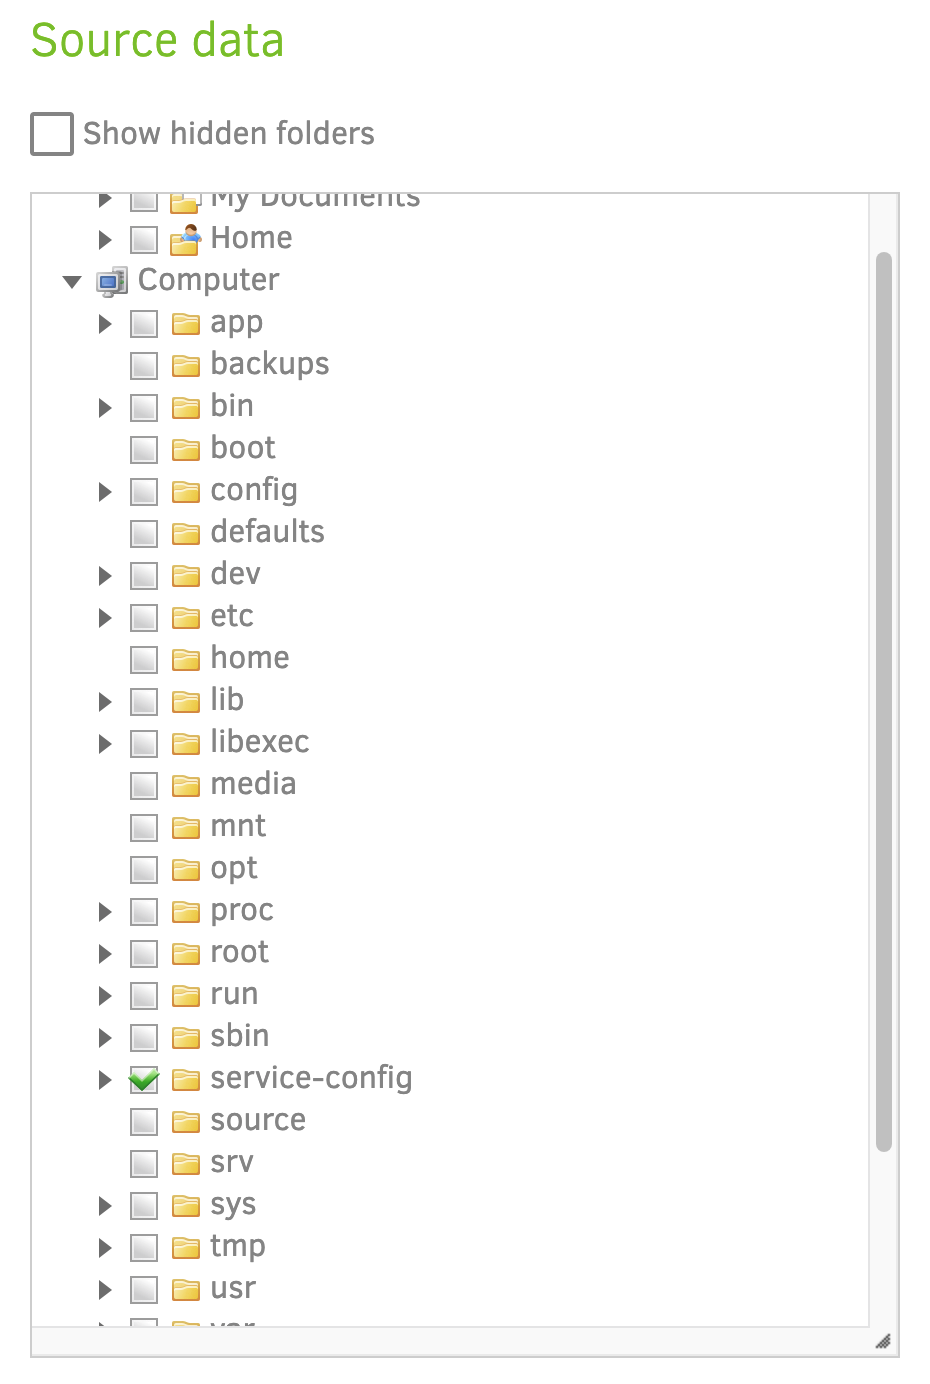 Source data
Show hidden folders
My Documents
Home
Computer
app
backups
bin
boot
config
defaults
dev
etc
home
lib
libexec
media
mnt
opt
proc
root
run
sbin
service-config
source
srv
sys
tmp
usr
var